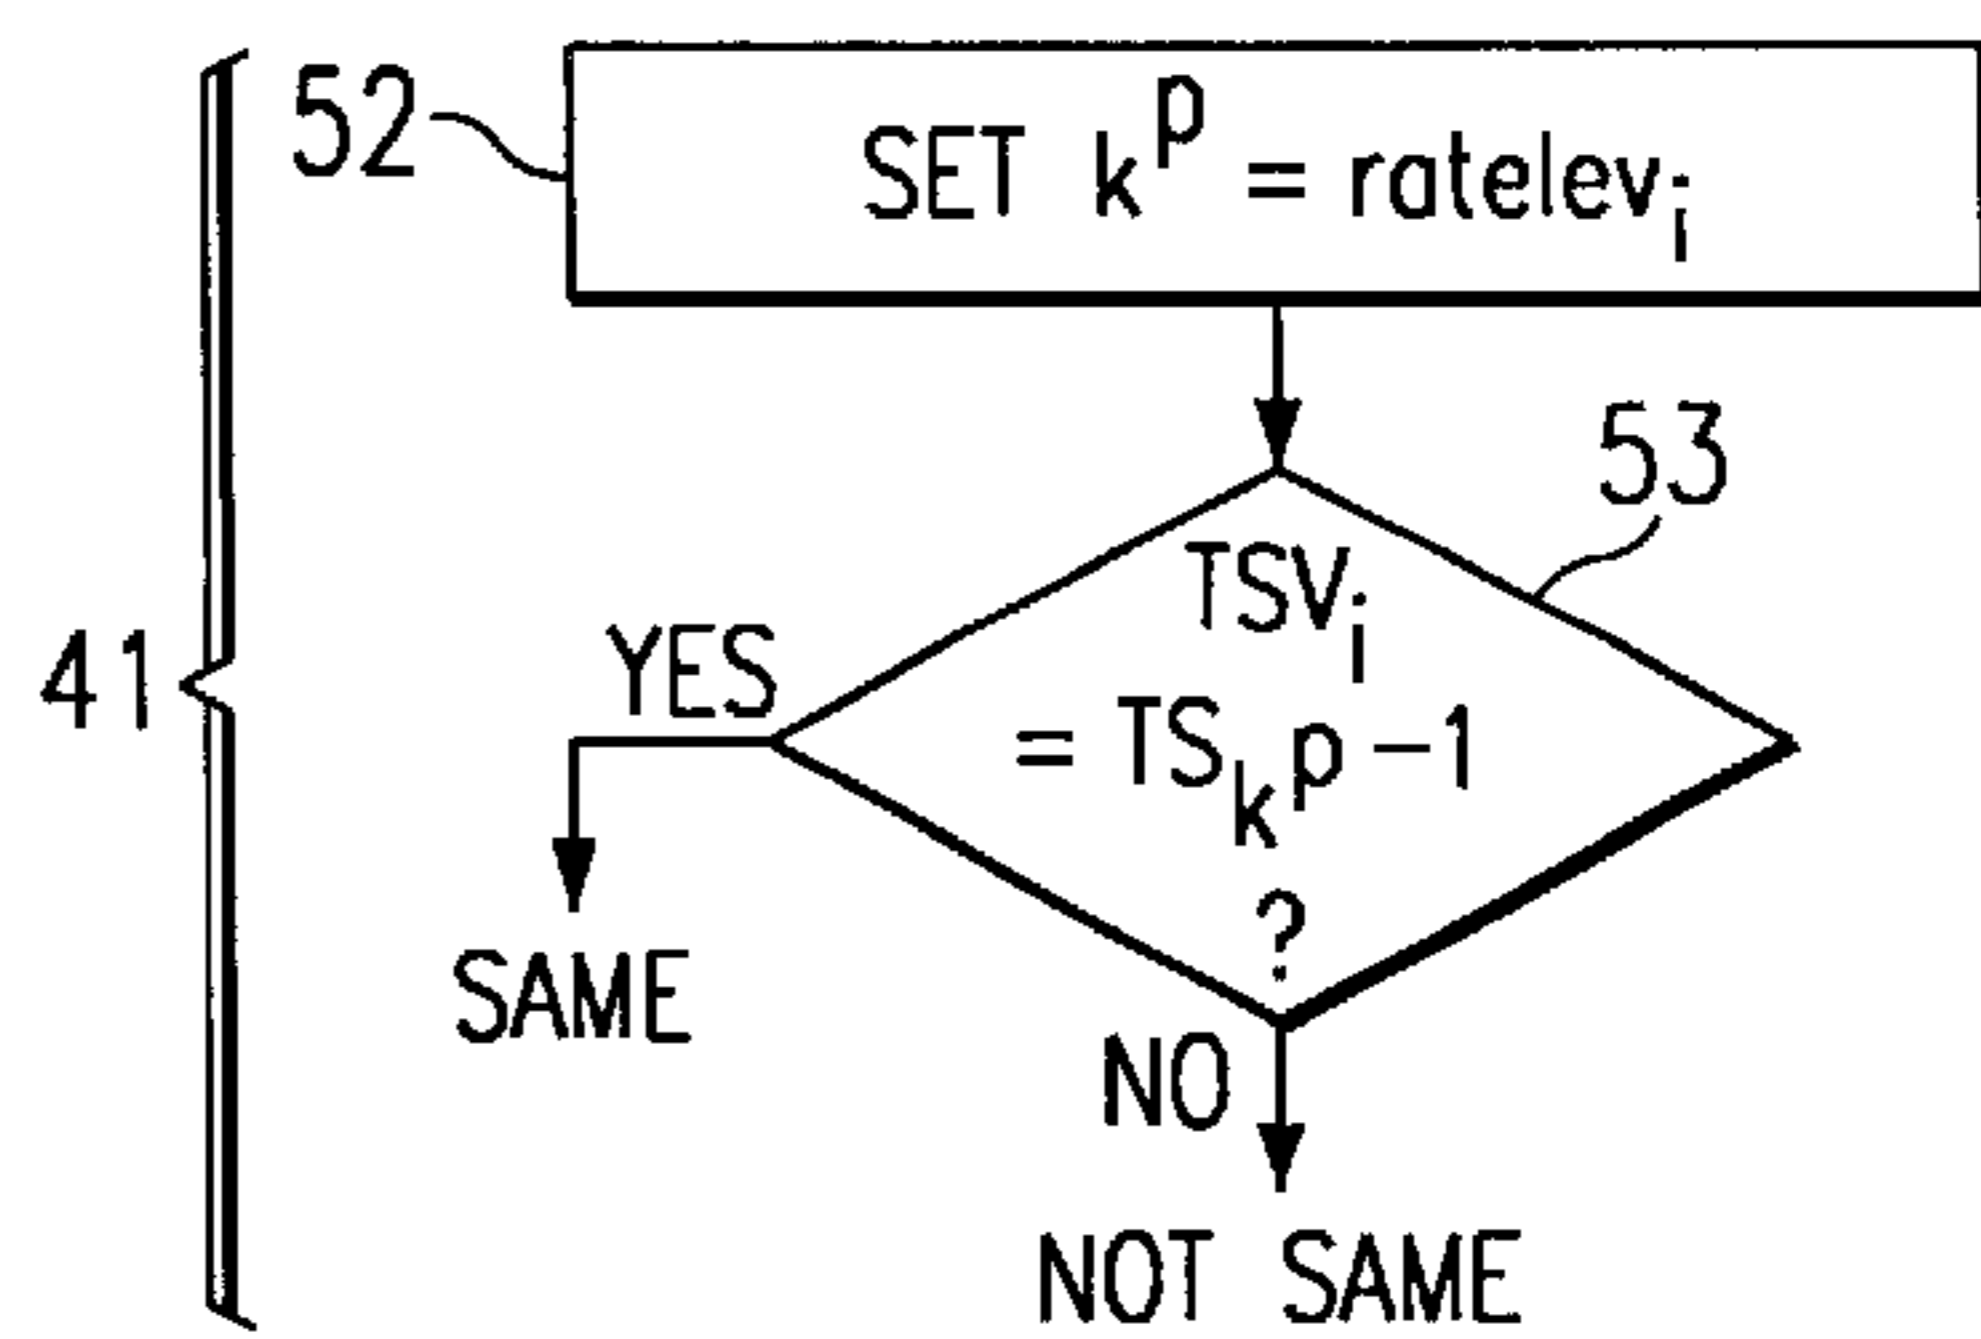 52
SET k^p = ratelev_i
53
TSV_i
= TS_k p -1
?
YES
41
SAME
NO
NOT SAME